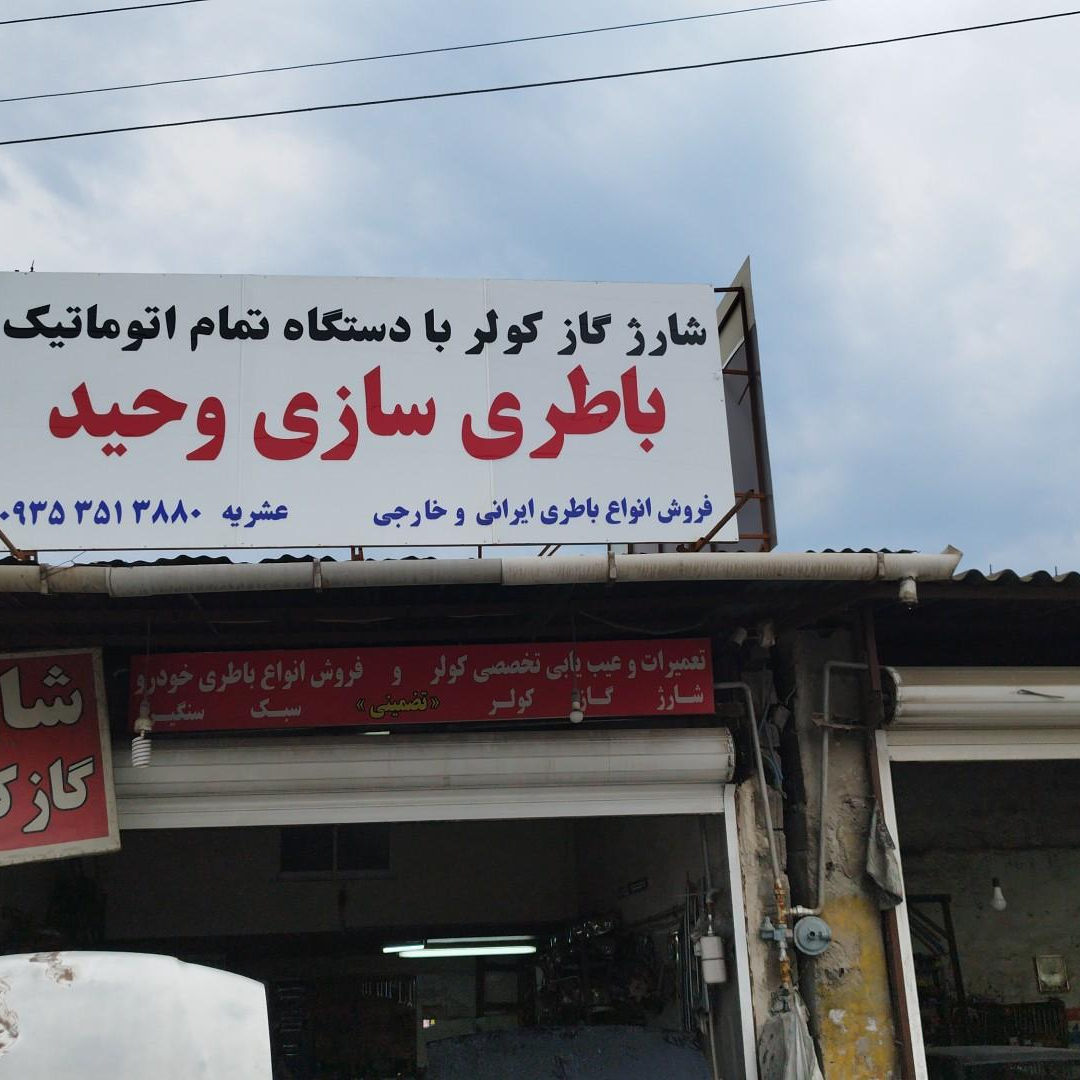 شارژ گاز کولر با دستگاه تمام اتوماتیک
باطری سازی وحید
فروش انواع باطری ایرانی و خارجی
عشریه ۰۹۳۵ ۳۵۱ ۳۸۸۰
تعمیرات و عیب یابی تخصصی کولر و فروش انواع باطری خودرو
شارژ گاز کولر «تضمینی» سبک سنگین
شا
گاز ک